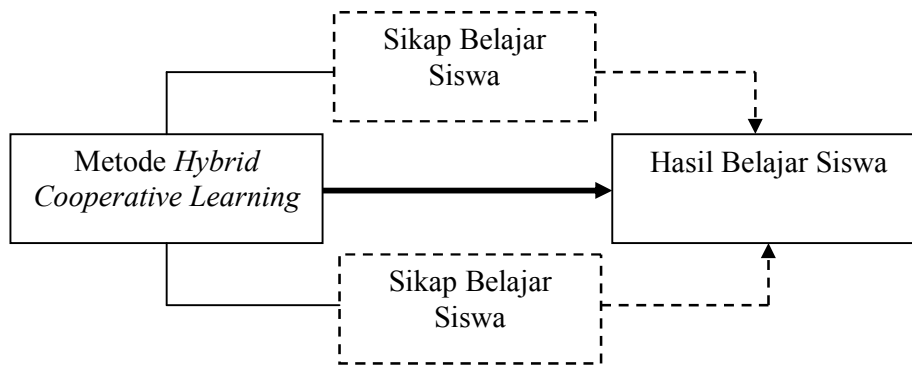 Sikap Belajar
Siswa
Metode Hybrid
Cooperative Learning
Hasil Belajar Siswa
Sikap Belajar
Siswa